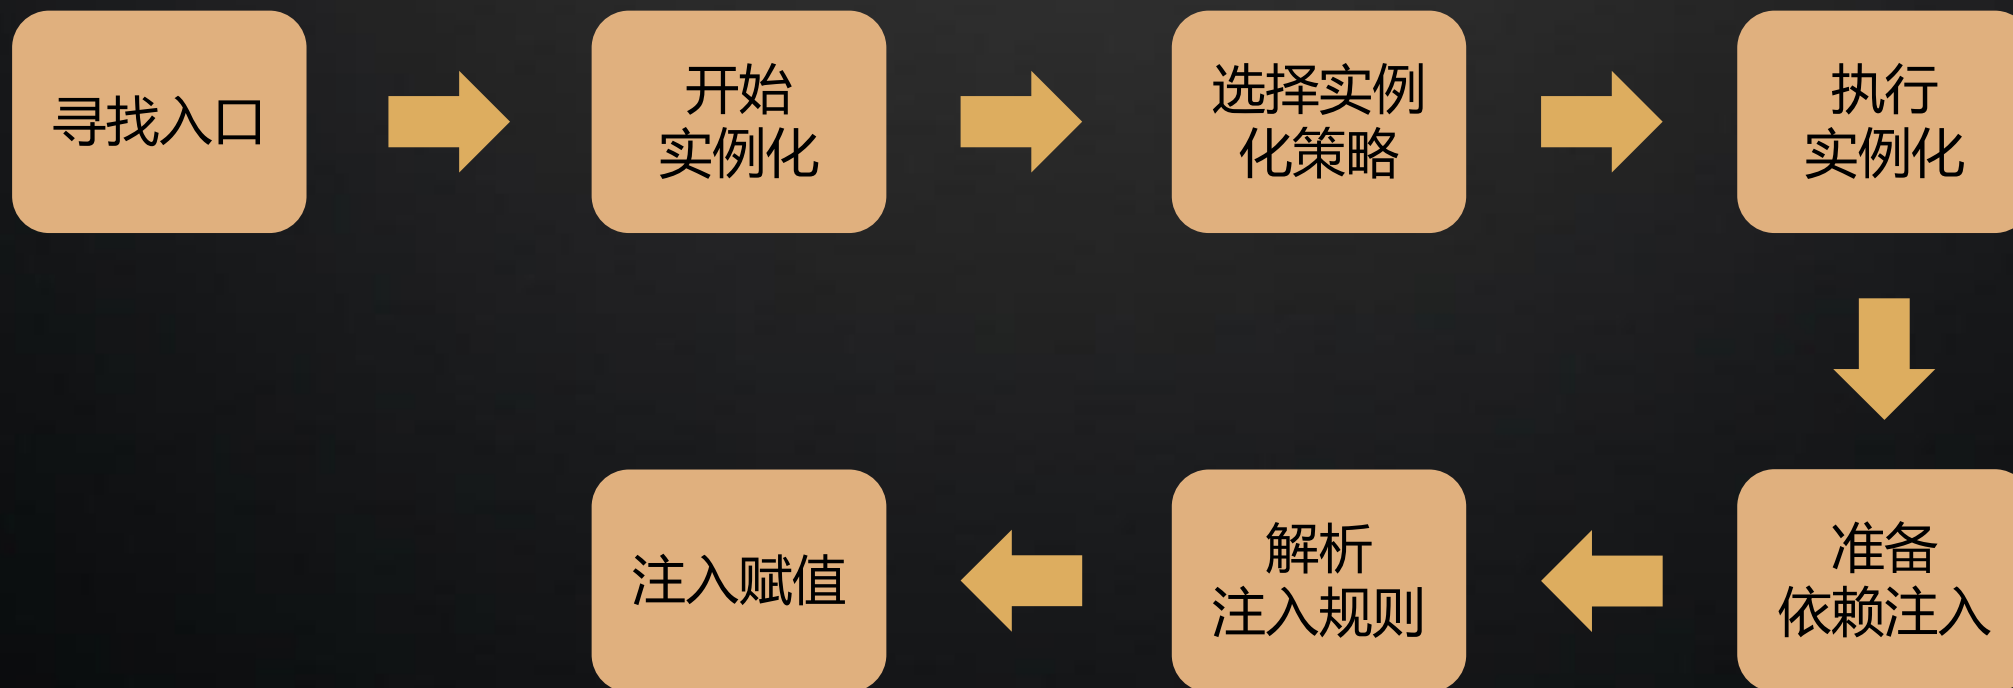 寻找入口
开始
实例化
选择实例
化策略
执行
实例化
准备
依赖注入
解析
注入规则
注入赋值